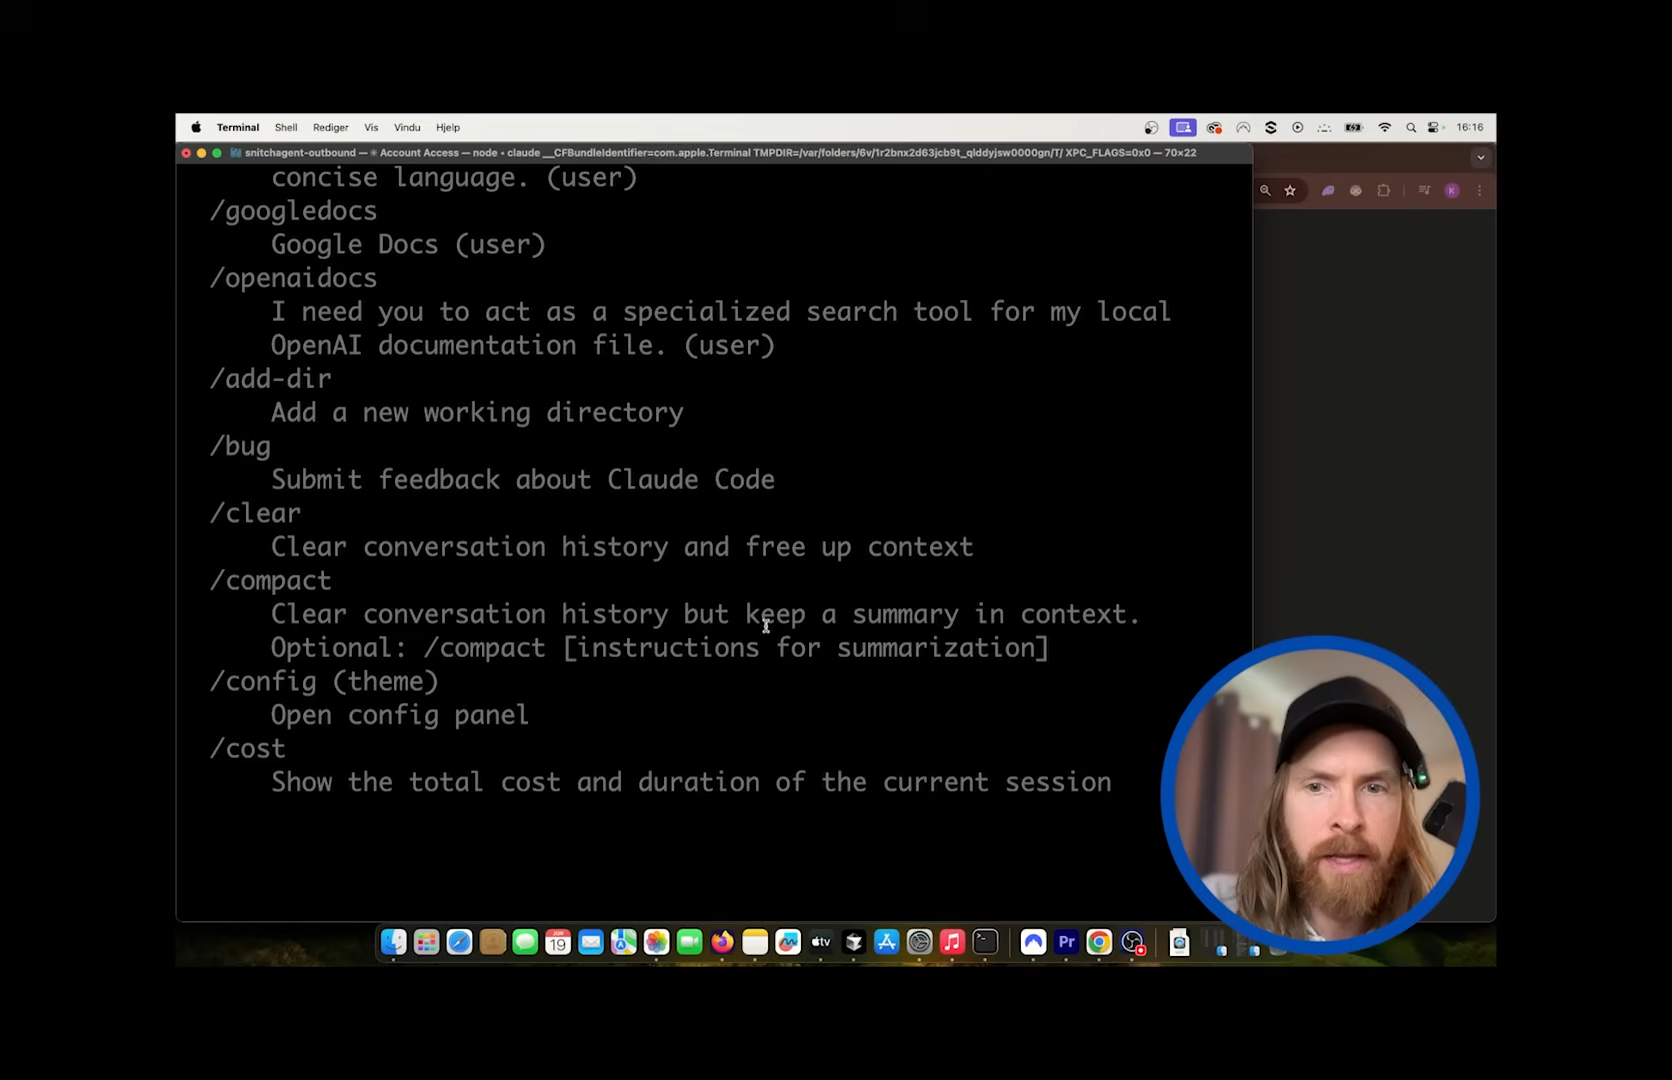 Terminal Shell Rediger Vis Vindu Hjelp 16:16
snitchagent-outbound — ✳ Account Access — node • claude __CFBundleIdentifier=com.apple.Terminal TMPDIR=/var/folders/6v/1r2bnx2d63jcb9t_qlddyjsw0000gn/T/ XPC_FLAGS=0x0 — 70×22
concise language. (user)
/googledocs
Google Docs (user)
/openaidocs
I need you to act as a specialized search tool for my local
OpenAI documentation file. (user)
/add-dir
Add a new working directory
/bug
Submit feedback about Claude Code
/clear
Clear conversation history and free up context
/compact
Clear conversation history but keep a summary in context.
Optional: /compact [instructions for summarization]
/config (theme)
Open config panel
/cost
Show the total cost and duration of the current session
K
JUN
19
tv
Pr